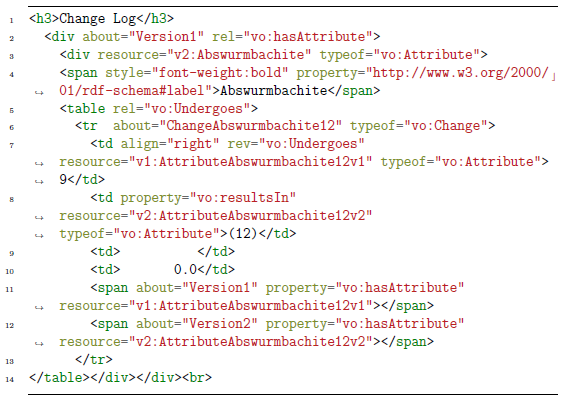 1 <h3>Change Log</h3>
2 <div about="Version1" rel="vo:hasAttribute">
3 <div resource="v2:Abswurmbachite" typeof="vo:Attribute">
4 <span style="font-weight:bold" property="http://www.w3.org/2000/⌋
↪ 01/rdf-schema#label">Abswurmbachite</span>
5 <table rel="vo:Undergoes">
6 <tr  about="ChangeAbswurmbachite12" typeof="vo:Change">
7 <td align="right" rev="vo:Undergoes"
↪ resource="v1:AttributeAbswurmbachite12v1" typeof="vo:Attribute">
↪ 9</td>
8 <td property="vo:resultsIn"
↪ resource="v2:AttributeAbswurmbachite12v2"
↪ typeof="vo:Attribute">(12)</td>
9 <td>          </td>
10 <td>       0.0</td>
11 <span about="Version1" property="vo:hasAttribute"
↪ resource="v1:AttributeAbswurmbachite12v1"></span>
12 <span about="Version2" property="vo:hasAttribute"
↪ resource="v2:AttributeAbswurmbachite12v2"></span>
13 </tr>
14 </table></div></div><br>